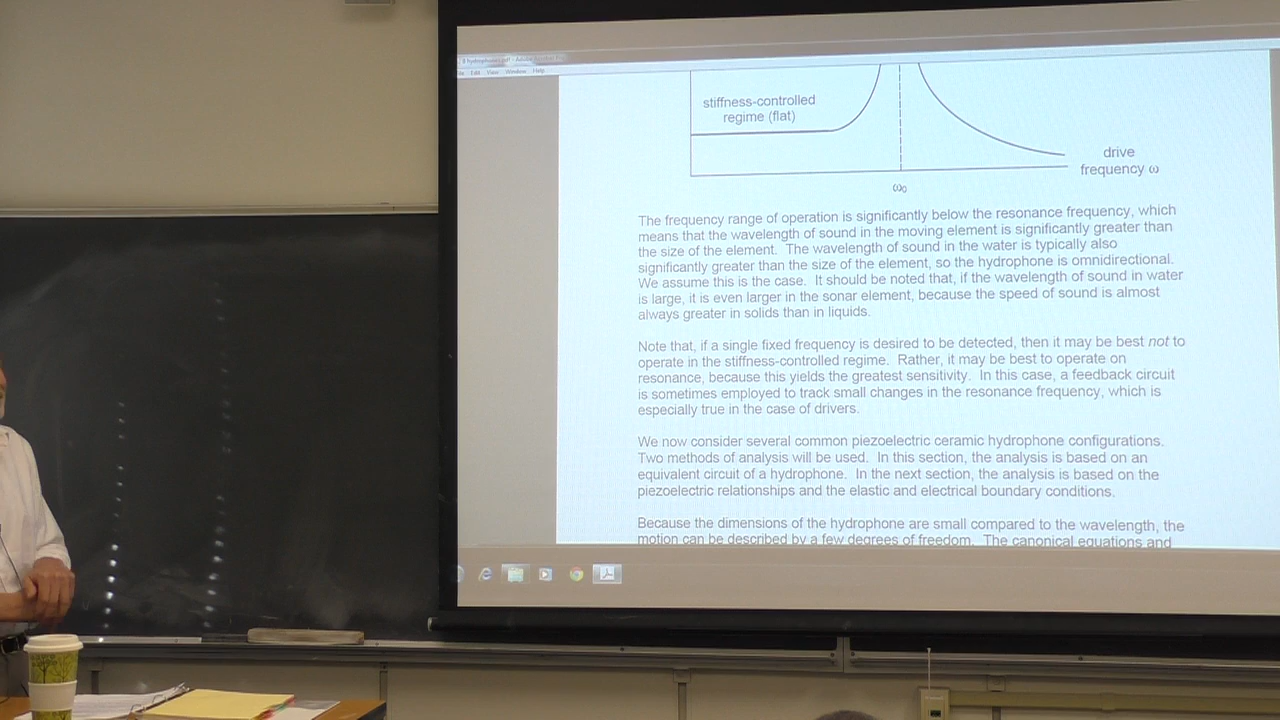 8 hydrophones.pdf - Adobe
Edit View Window Help
stiffness-controlled
regime (flat)
drive
frequency ω
ω₀
The frequency range of operation is significantly below the resonance frequency, which
means that the wavelength of sound in the moving element is significantly greater than
the size of the element. The wavelength of sound in the water is typically also
significantly greater than the size of the element, so the hydrophone is omnidirectional.
We assume this is the case. It should be noted that, if the wavelength of sound in water
is large, it is even larger in the sonar element, because the speed of sound is almost
always greater in solids than in liquids.
Note that, if a single fixed frequency is desired to be detected, then it may be best not to
operate in the stiffness-controlled regime. Rather, it may be best to operate on
resonance, because this yields the greatest sensitivity. In this case, a feedback circuit
is sometimes employed to track small changes in the resonance frequency, which is
especially true in the case of drivers.
We now consider several common piezoelectric ceramic hydrophone configurations.
Two methods of analysis will be used. In this section, the analysis is based on an
equivalent circuit of a hydrophone. In the next section, the analysis is based on the
piezoelectric relationships and the elastic and electrical boundary conditions.
Because the dimensions of the hydrophone are small compared to the wavelength, the
motion can be described by a few degrees of freedom. The canonical equations and